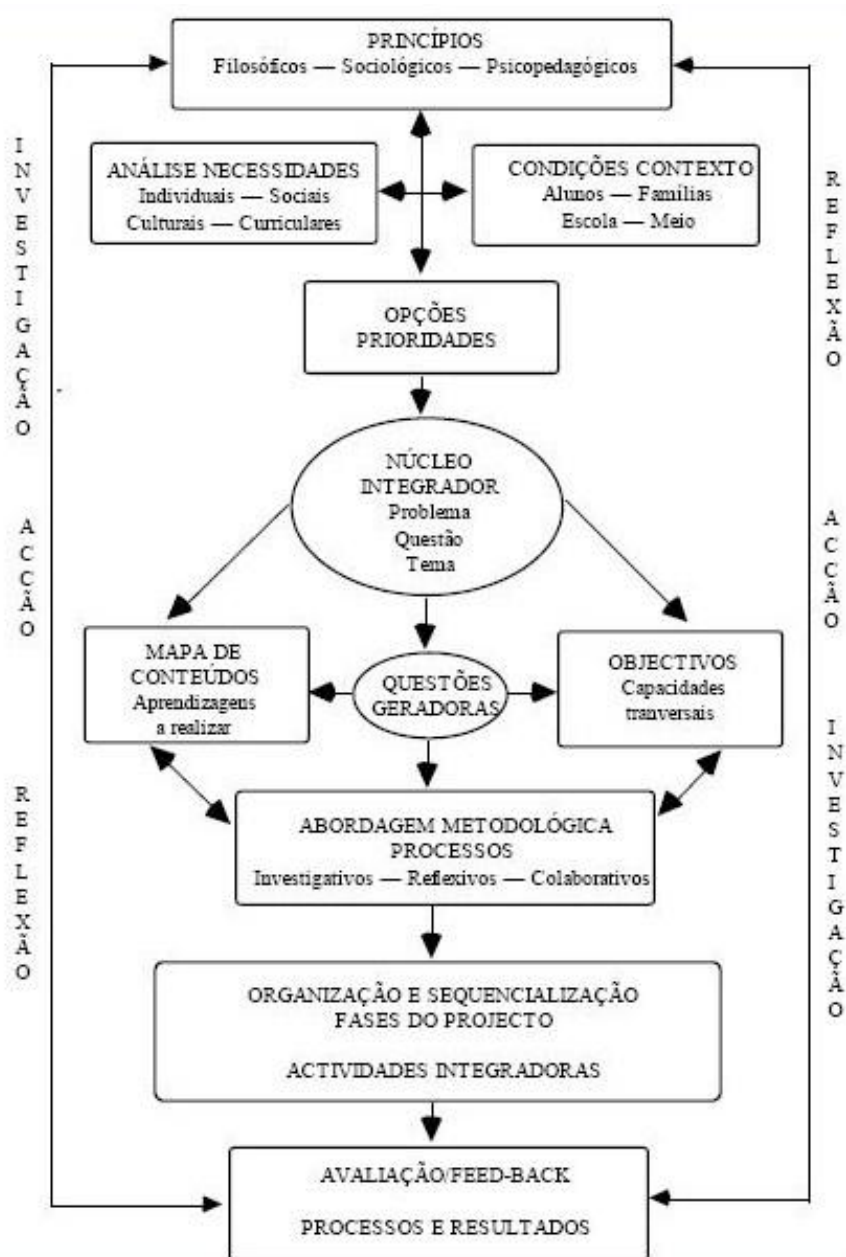 PRINCÍPIOS
Filosóficos — Sociológicos — Psicopedagógicos
INVESTIGAÇÃO
ANÁLISE NECESSIDADES
Individuais — Sociais
Culturais — Curriculares
CONDIÇÕES CONTEXTO
Alunos — Famílias
Escola — Meio
REFLEXÃO
OPÇÕES
PRIORIDADES
NÚCLEO
INTEGRADOR
Problema
Questão
Tema
ACCÃO
ACCÃO
MAPA DE
CONTEÚDOS
Aprendizagens
a realizar
QUESTÕES
GERADORAS
OBJECTIVOS
Capacidades
tranversais
REFLEXÃO
INVESTIGAÇÃO
ABORDAGEM METODOLÓGICA
PROCESSOS
Investigativos — Reflexivos — Colaborativos
ORGANIZAÇÃO E SEQUENCIALIZAÇÃO
FASES DO PROJECTO
ACTIVIDADES INTEGRADORAS
AVALIAÇÃO/FEED-BACK
PROCESSOS E RESULTADOS